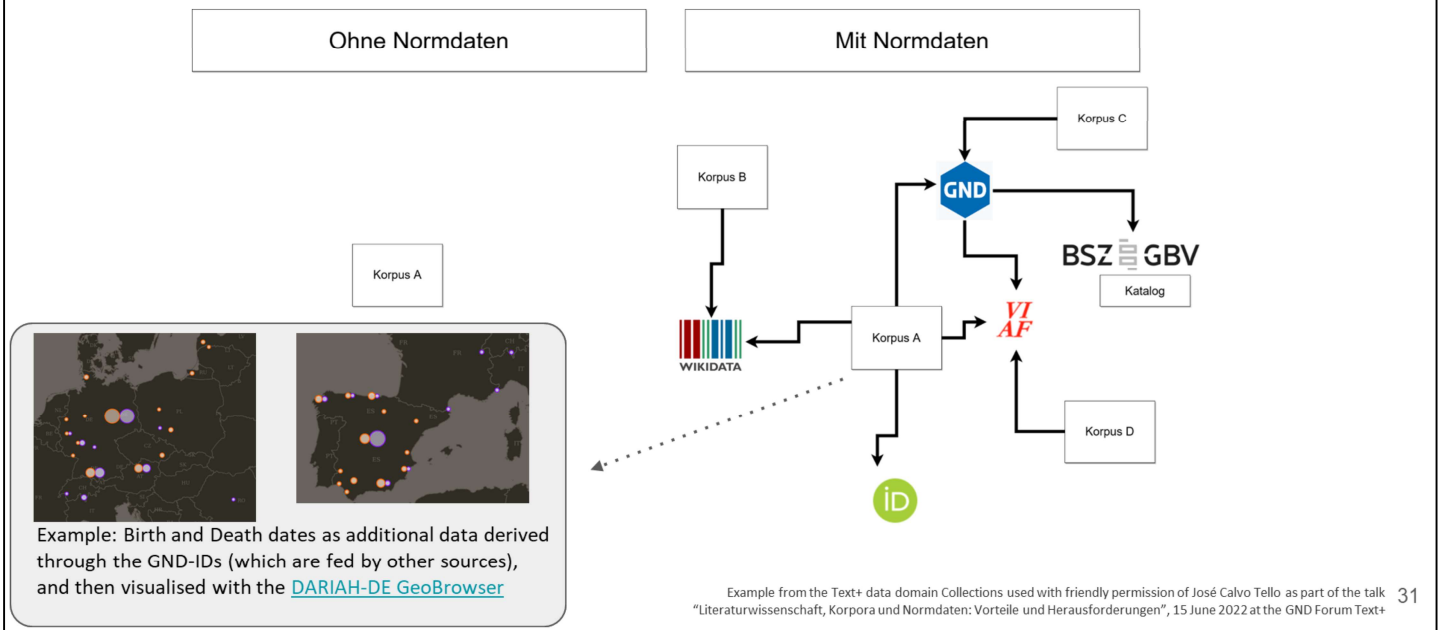 Ohne Normdaten
Mit Normdaten
Korpus C
Korpus B
GND
BSZ GBV
Katalog
Korpus A
VI
AF
Korpus A
WIKIDATA
Korpus D
iD
Example: Birth and Death dates as additional data derived
through the GND-IDs (which are fed by other sources),
and then visualised with the DARIAH-DE GeoBrowser
Example from the Text+ data domain Collections used with friendly permission of José Calvo Tello as part of the talk
"Literaturwissenschaft, Korpora und Normdaten: Vorteile und Herausforderungen", 15 June 2022 at the GND Forum Text+
31